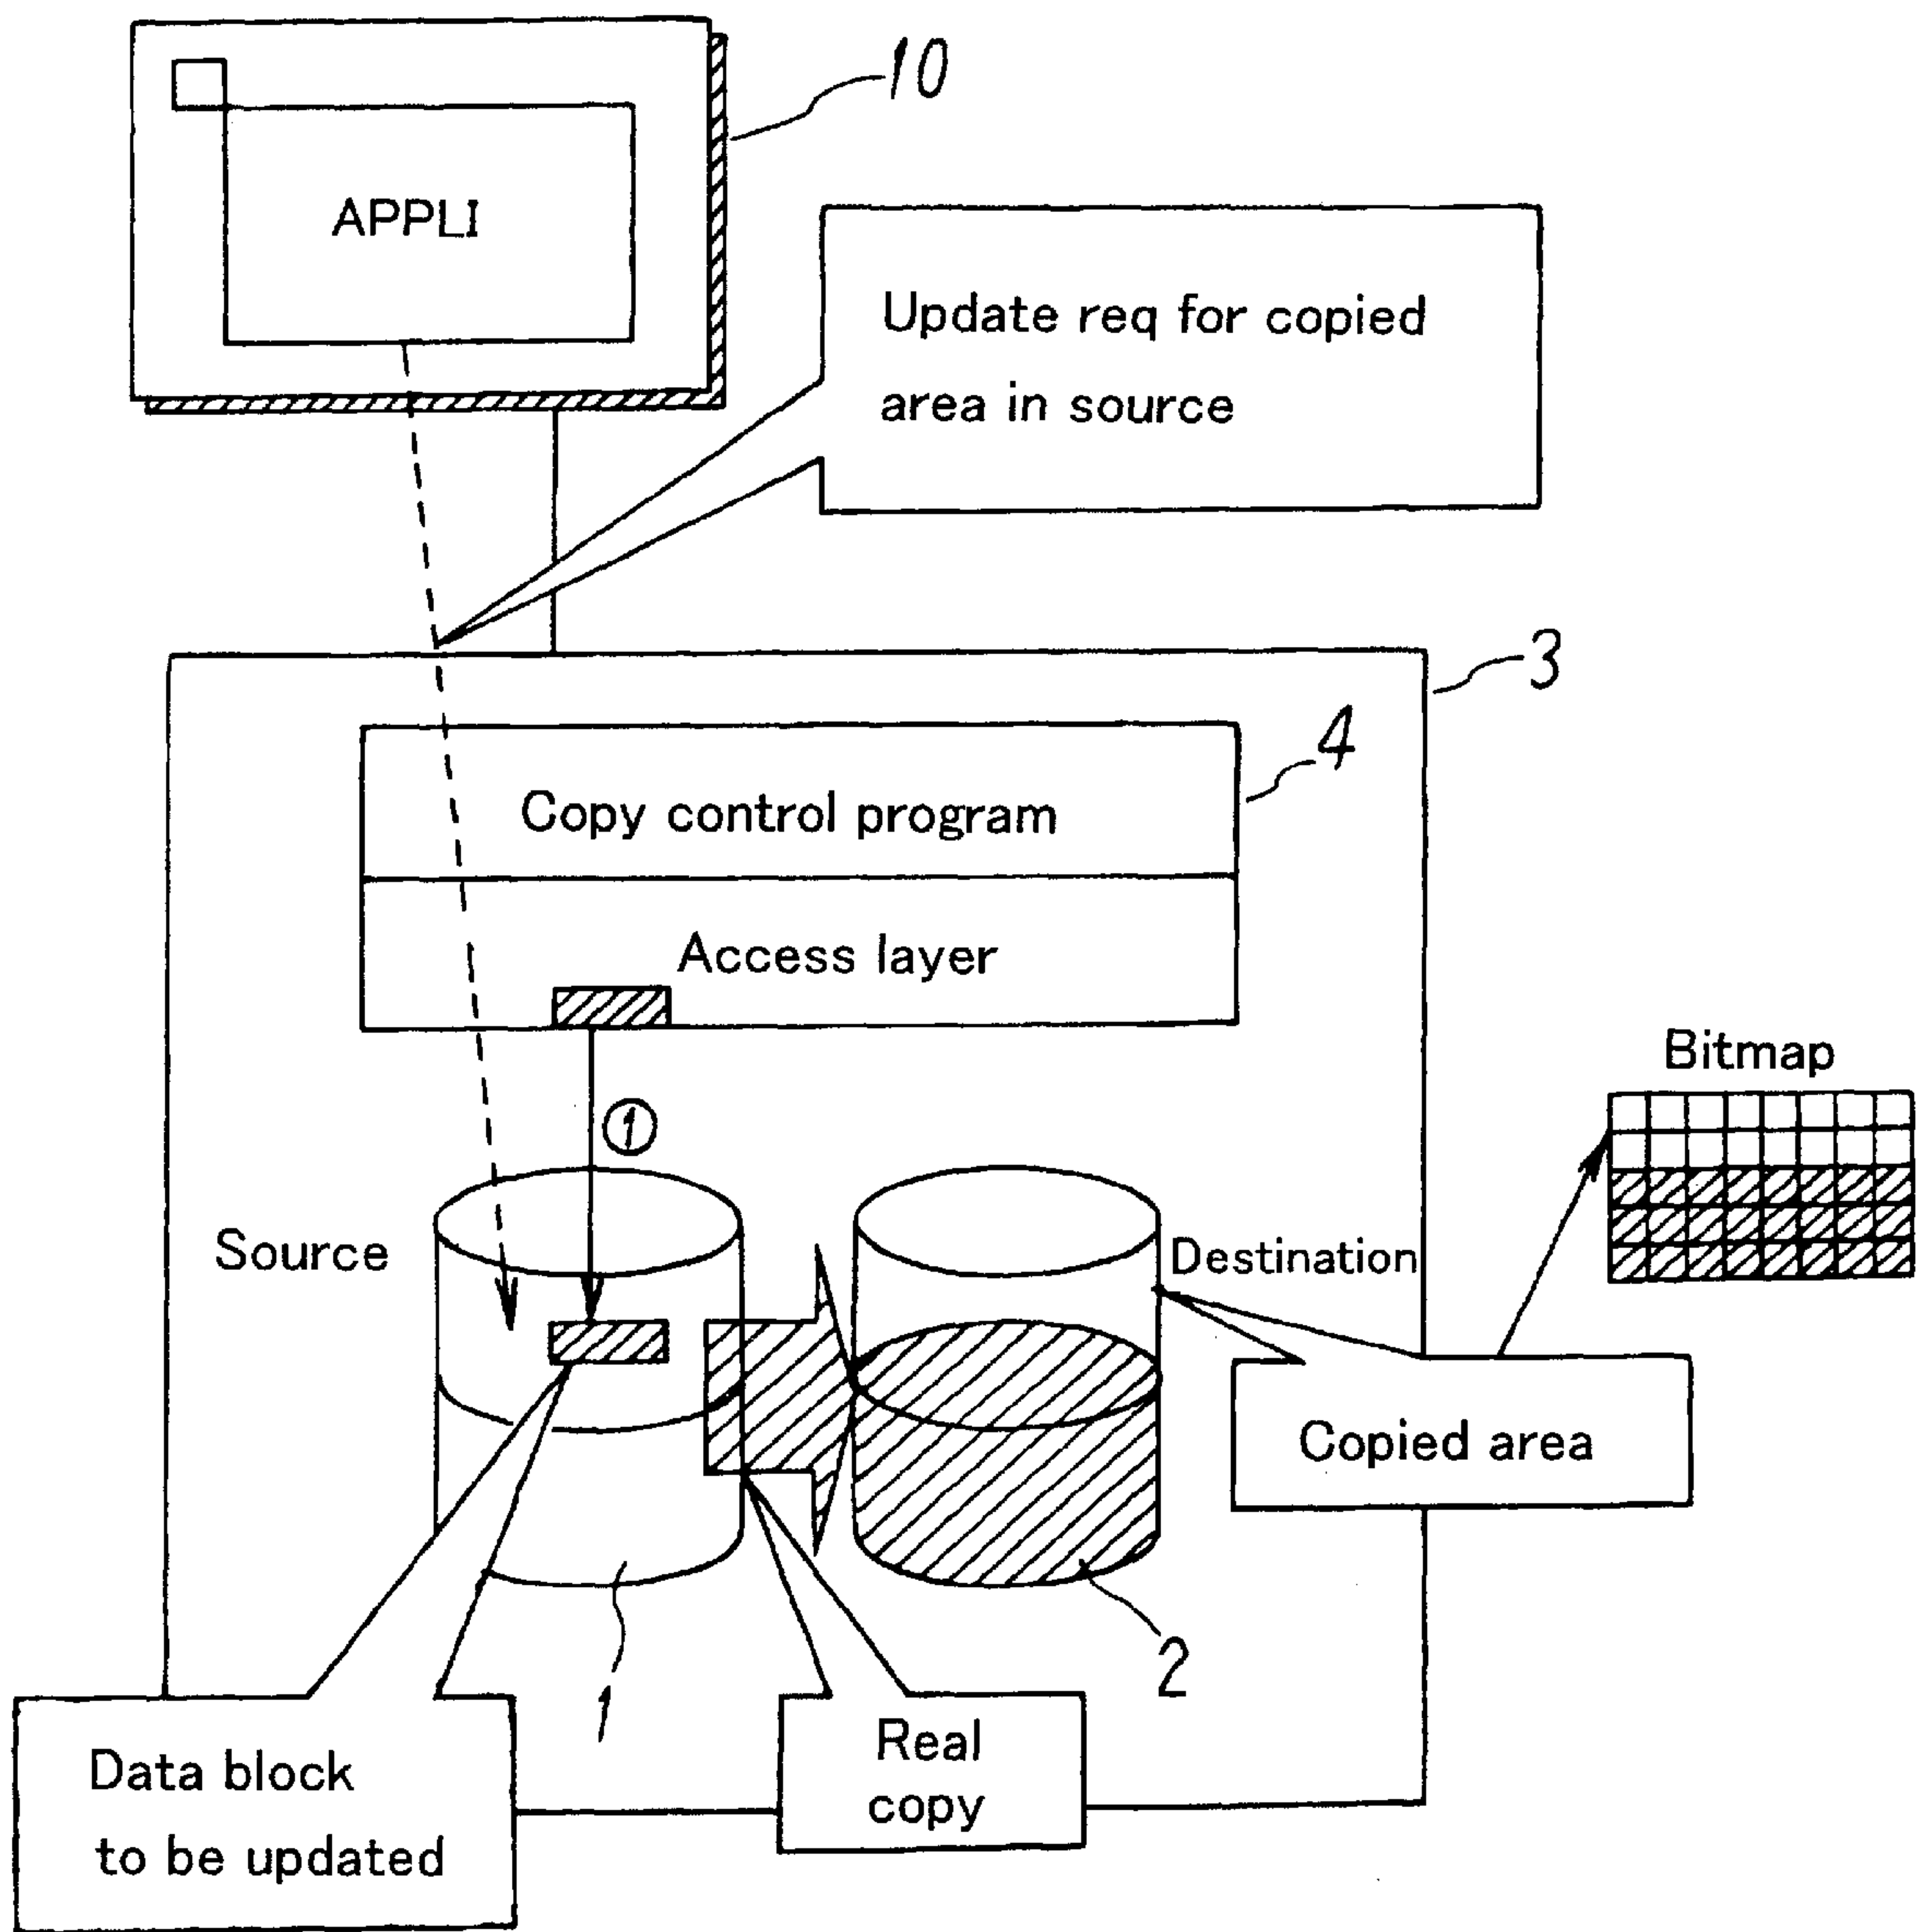 10
APPLI
Update req for copied
area in source
3
4
Copy control program
Access layer
Bitmap
①
Source
Destination
Copied area
2
1
Real
copy
Data block
to be updated